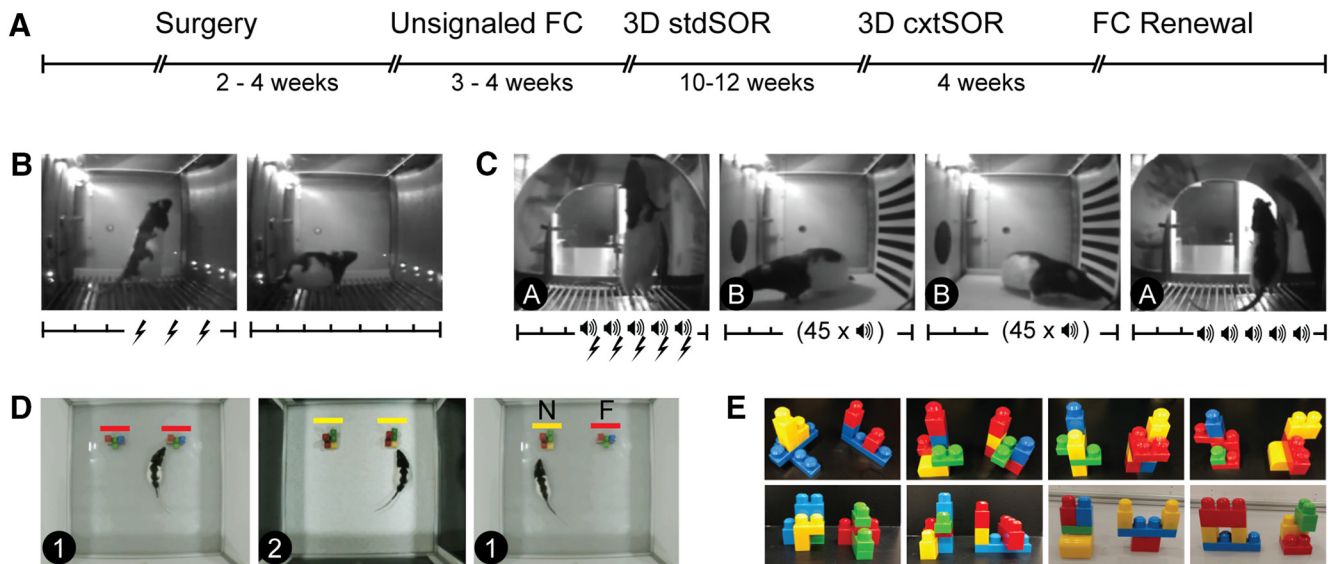 A
Surgery
Unsignaled FC
3D stdSOR
3D cxtSOR
FC Renewal
2 - 4 weeks
3 - 4 weeks
10-12 weeks
4 weeks
B
C
A
B
B
A
(45 x )
(45 x )
D
N
F
1
2
1
E